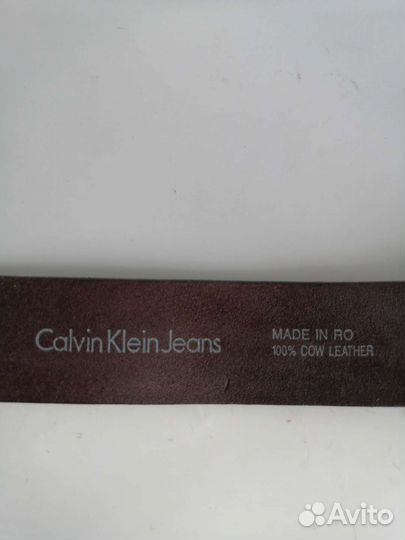 Calvin Klein Jeans
MADE IN RO
100% COW LEATHER
Avito